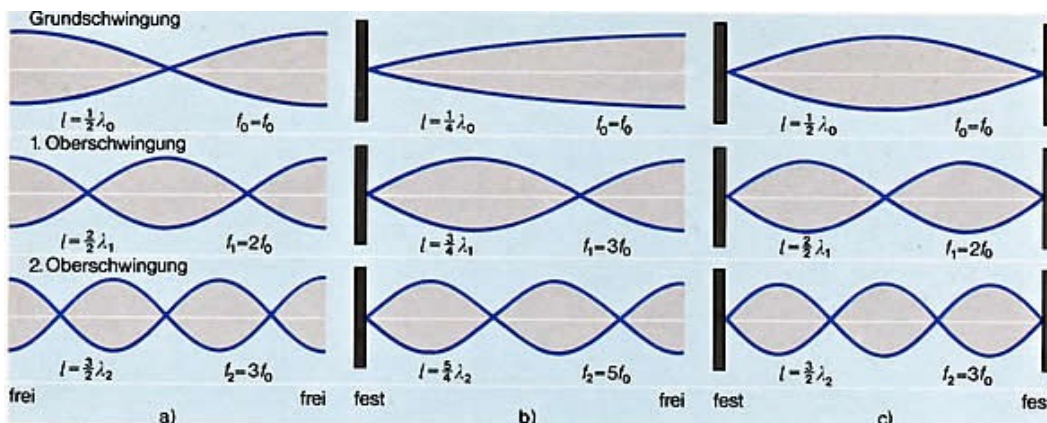 Grundschwingung
l = 1/2 λ₀ f₀=f₀ l = 1/4 λ₀ f₀=f₀ l = 1/2 λ₀ f₀=f₀
1. Oberschwingung
l = 2/2 λ₁ f₁=2f₀ l = 3/4 λ₁ f₁=3f₀ l = 2/2 λ₁ f₁=2f₀
2. Oberschwingung
l = 3/2 λ₂ f₂=3f₀ l = 5/4 λ₂ f₂=5f₀ l = 3/2 λ₂ f₂=3f₀
frei frei fest frei fest fes
a) b) c)